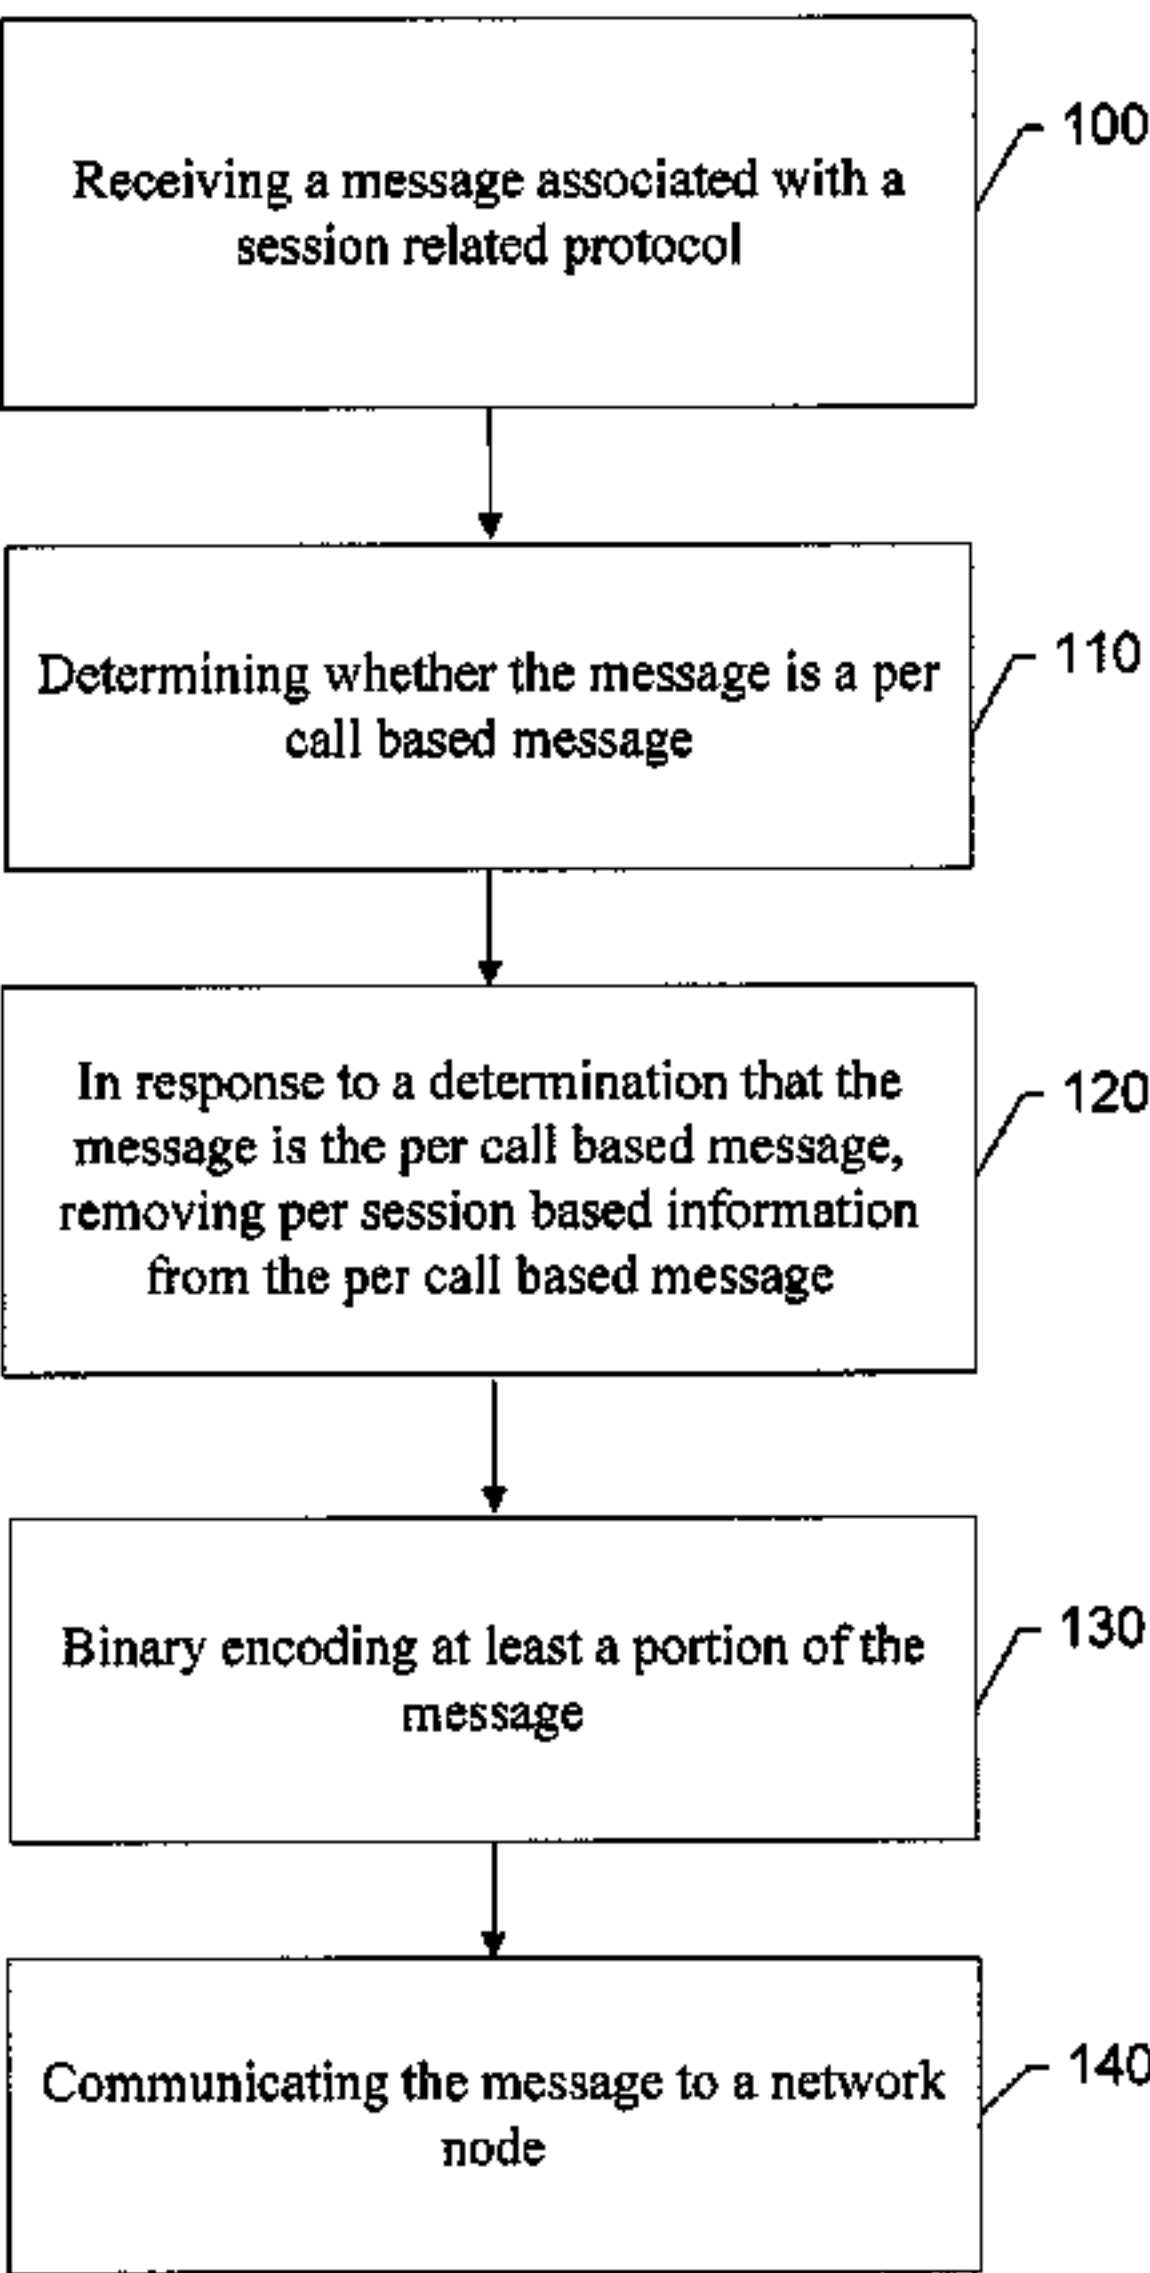 Receiving a message associated with a
session related protocol
100
Determining whether the message is a per
call based message
110
In response to a determination that the
message is the per call based message,
removing per session based information
from the per call based message
120
Binary encoding at least a portion of the
message
130
Communicating the message to a network
node
140